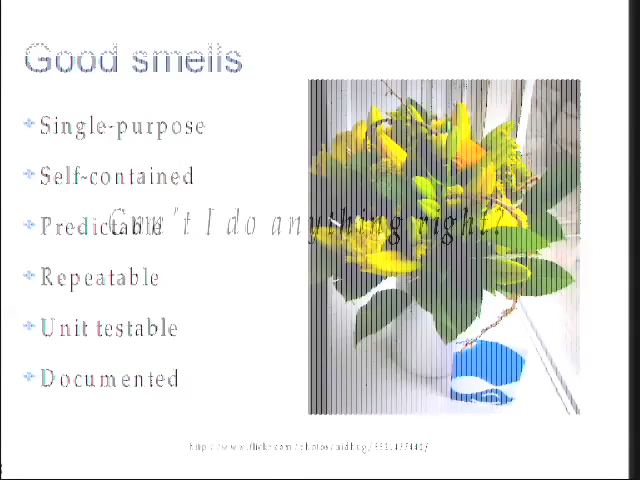 Good smells
Single-purpose
Self-contained
Predictable
Can't I do anything right?
Repeatable
Unit testable
Documented